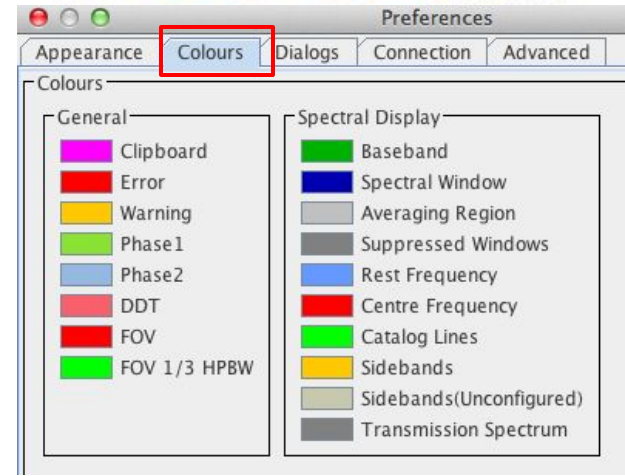 Preferences
Appearance Colours Dialogs Connection Advanced
Colours
General
Clipboard
Error
Warning
Phase1
Phase2
DDT
FOV
FOV 1/3 HPBW
Spectral Display
Baseband
Spectral Window
Averaging Region
Suppressed Windows
Rest Frequency
Centre Frequency
Catalog Lines
Sidebands
Sidebands(Unconfigured)
Transmission Spectrum